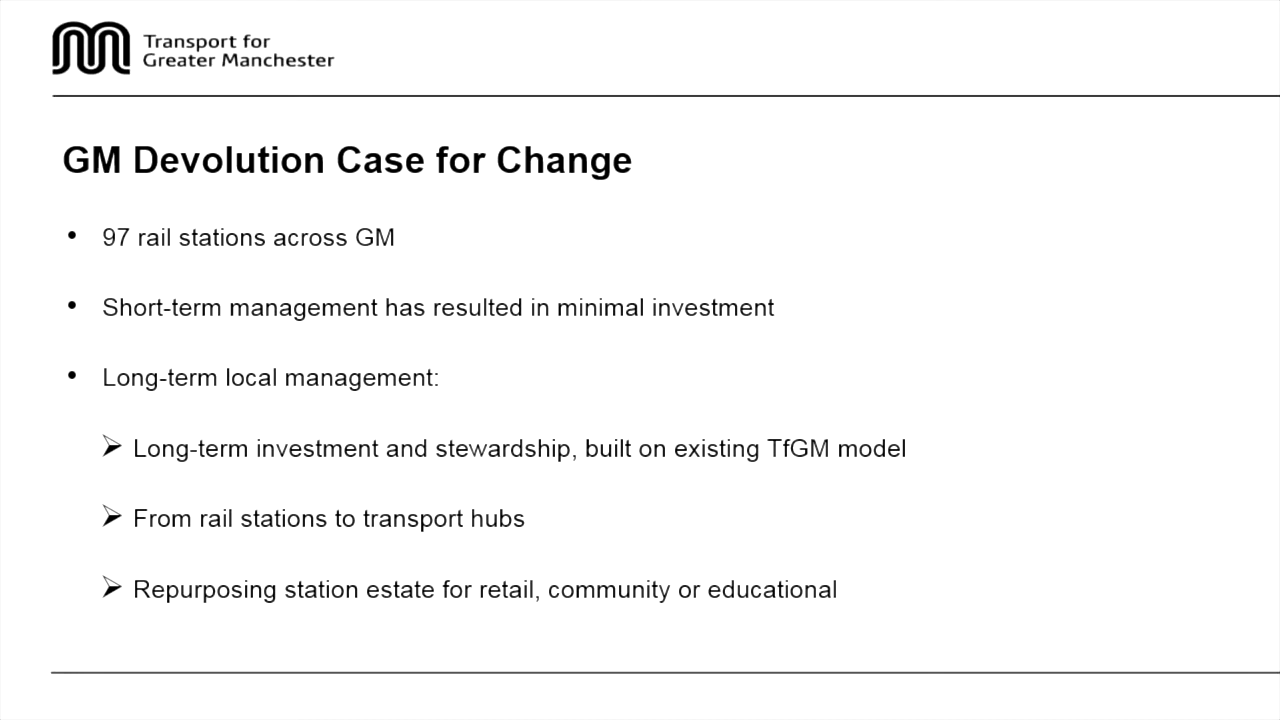 Transport for
Greater Manchester
GM Devolution Case for Change
• 97 rail stations across GM
• Short-term management has resulted in minimal investment
• Long-term local management:
➢ Long-term investment and stewardship, built on existing TfGM model
➢ From rail stations to transport hubs
➢ Repurposing station estate for retail, community or educational